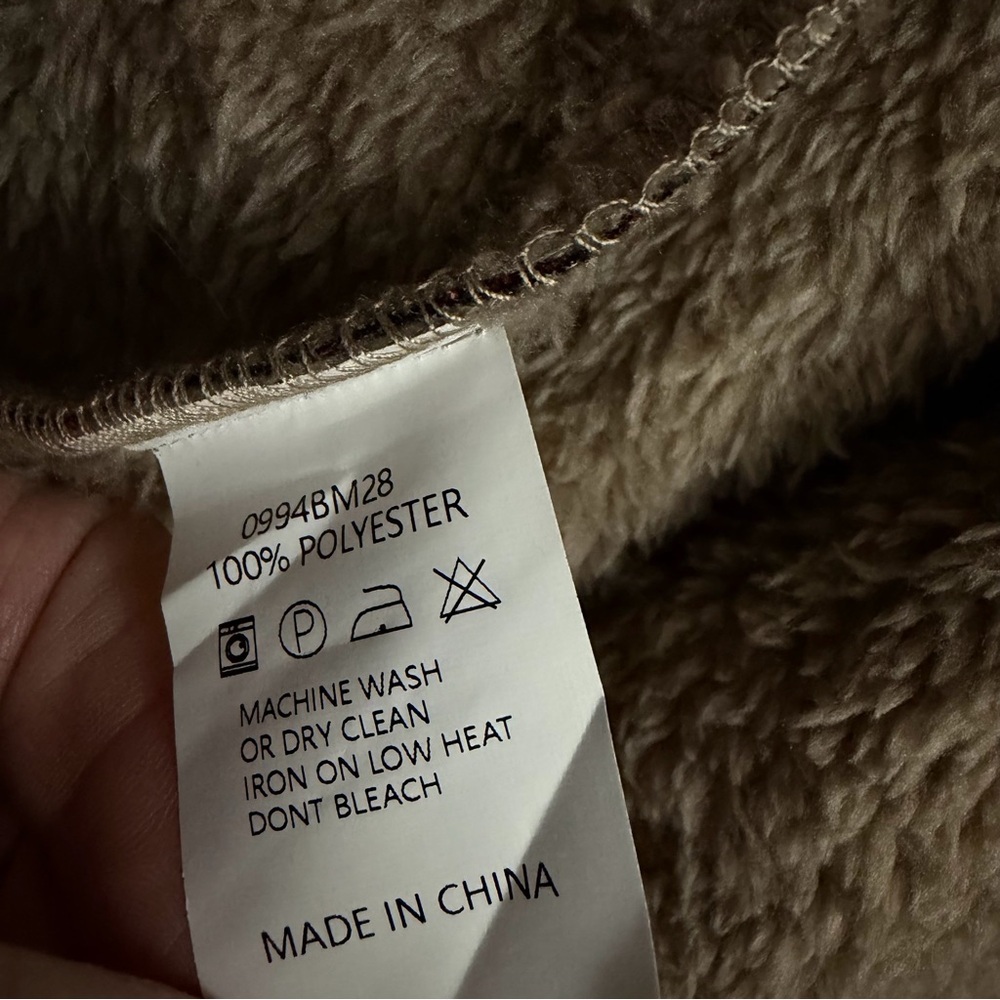 0994BM28
100% POLYESTER
P
MACHINE WASH
OR DRY CLEAN
IRON ON LOW HEAT
DONT BLEACH
MADE IN CHINA